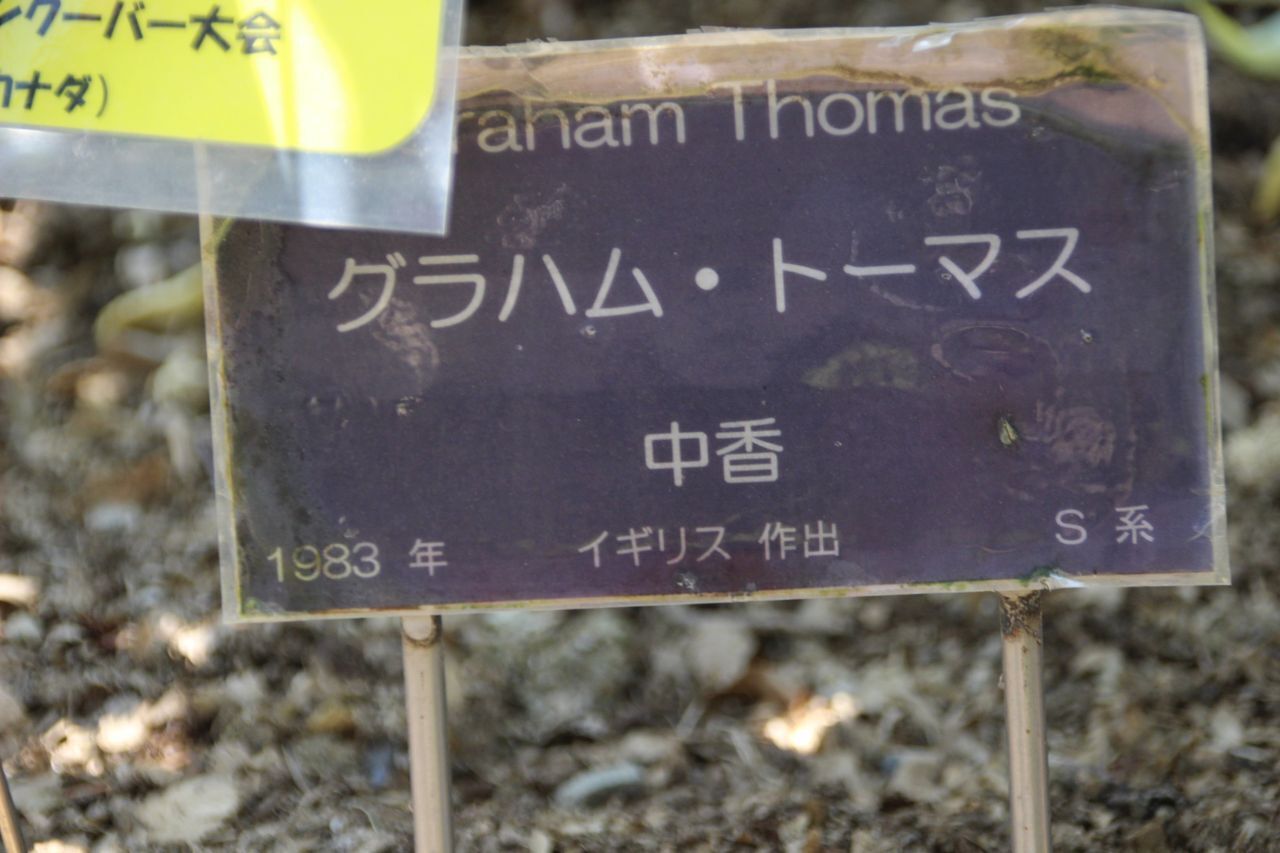 ンクーバー大会
カナダ)
raham Thomas
グラハム・トーマス
中香
1983 年 イギリス 作出 S 系